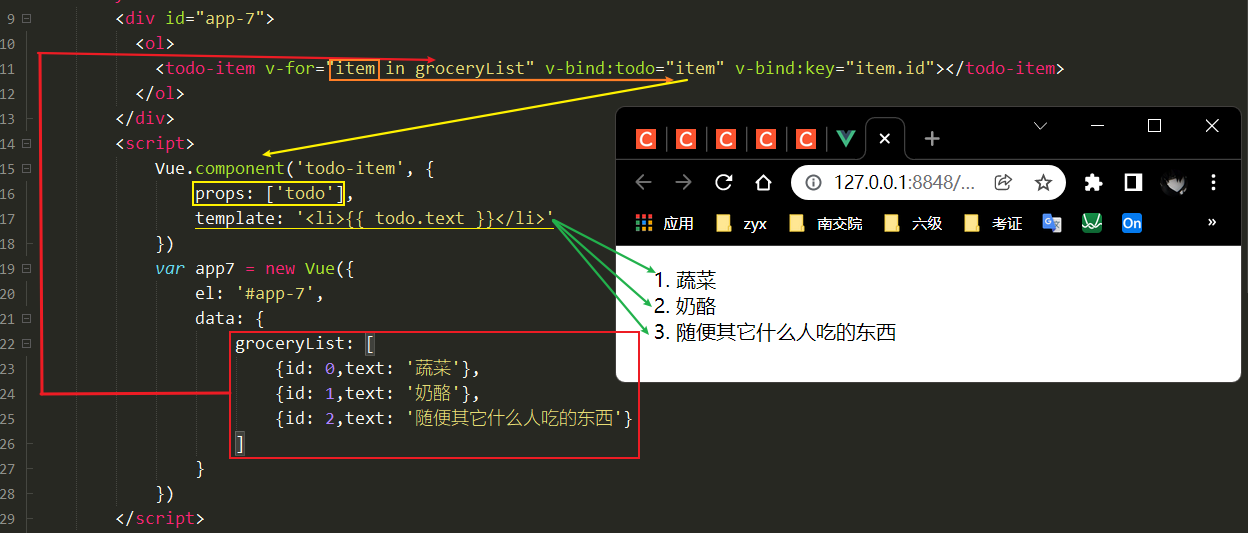 9 <div id="app-7">
10 <ol>
11 <todo-item v-for="item in groceryList" v-bind:todo="item" v-bind:key="item.id"></todo-item>
12 </ol>
13 </div>
14 <script>
15 Vue.component('todo-item', {
16 props: ['todo'],
17 template: '<li>{{ todo.text }}</li>'
18 })
19 var app7 = new Vue({
20 el: '#app-7',
21 data: {
22 groceryList: [
23 {id: 0,text: '蔬菜'},
24 {id: 1,text: '奶酪'},
25 {id: 2,text: '随便其它什么人吃的东西'}
26 ]
27 }
28 })
29 </script>
C C C C C
127.0.0.1:8848/...
应用 zyx 南交院 六级 考证 On »
1. 蔬菜
2. 奶酪
3. 随便其它什么人吃的东西